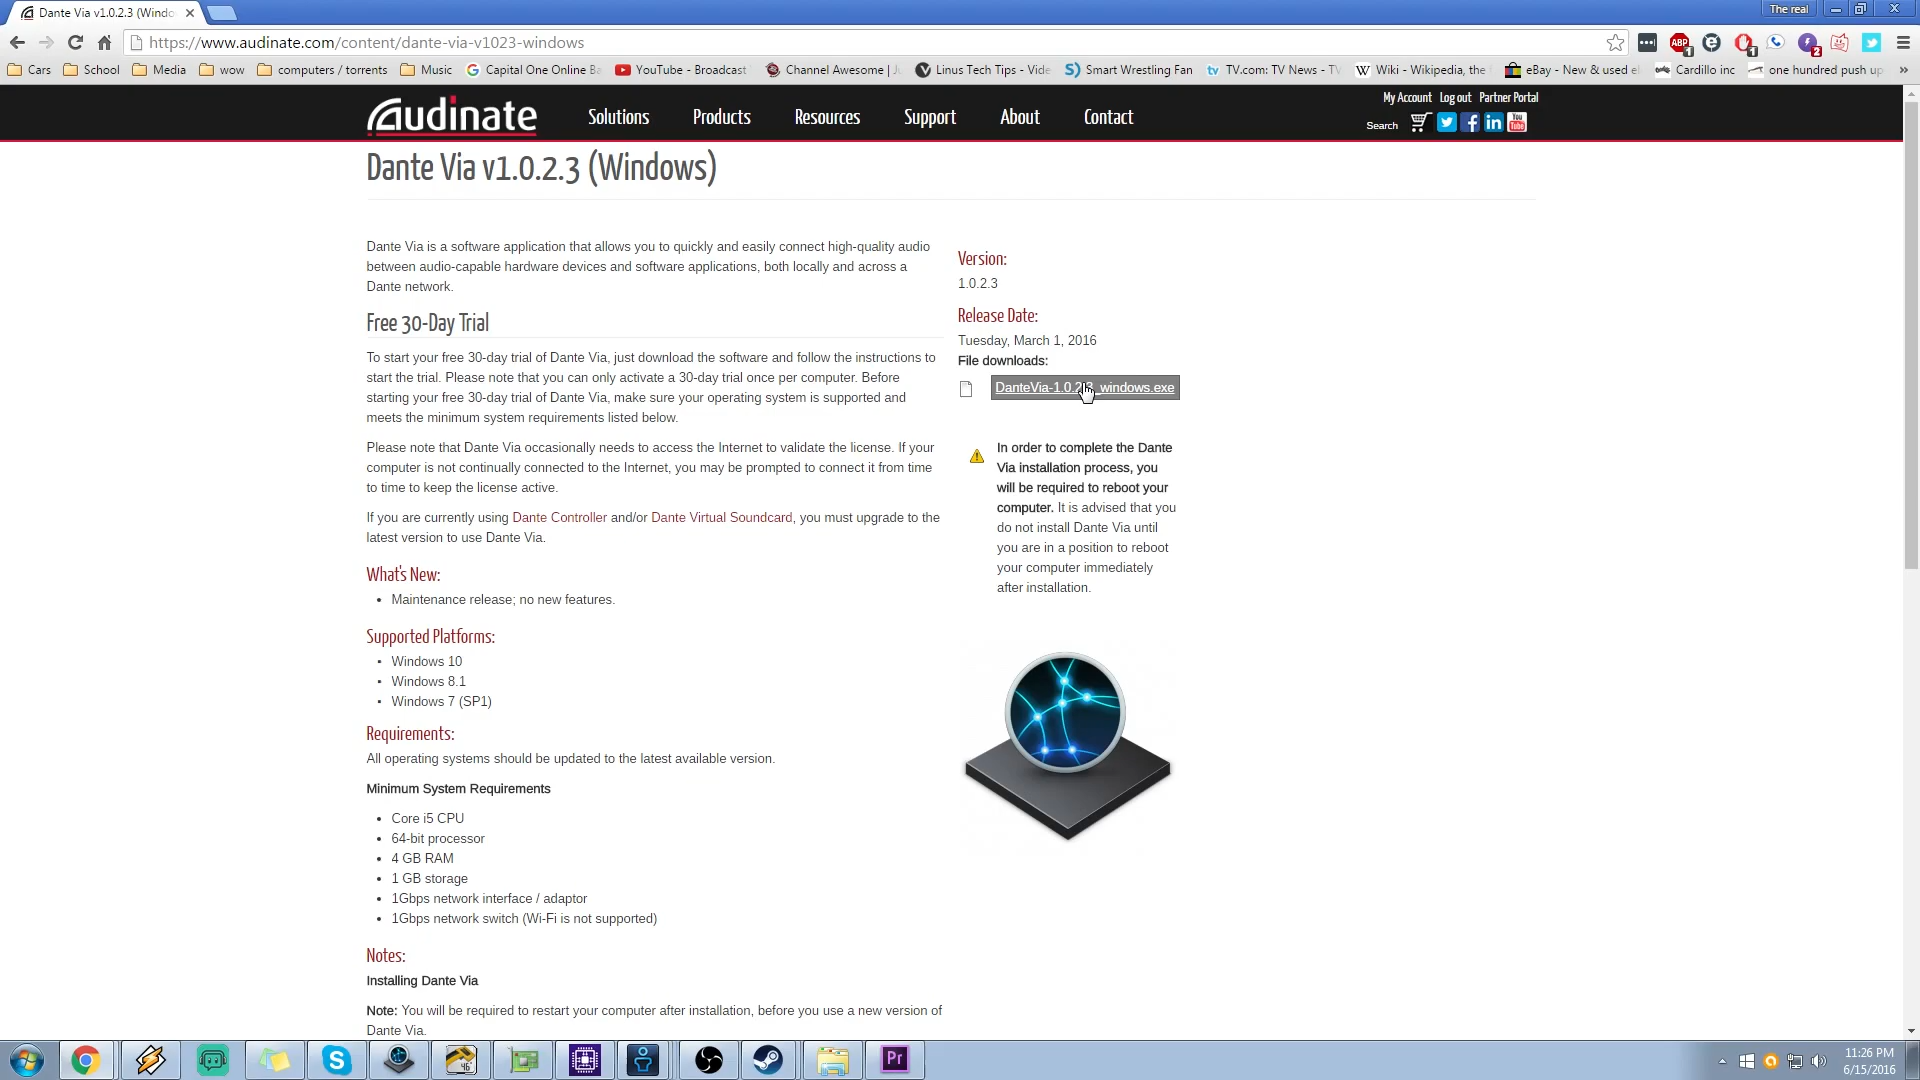 Dante Via v1.0.2.3 (Windo
The real
https://www.audinate.com/content/dante-via-v1023-windows
ABP
1
1
2
Cars
School
Media
wow
computers / torrents
Music
Capital One Online Ba
YouTube - Broadcast
Channel Awesome |
Linus Tech Tips - Vide
Smart Wrestling Fan
TV.com: TV News - TV
Wiki - Wikipedia, the
eBay - New & used el
Cardillo inc
one hundred push up
»
Audinate
Solutions
Products
Resources
Support
About
Contact
My Account Log out Partner Portal
Search
You Tube
Dante Via v1.0.2.3 (Windows)
Dante Via is a software application that allows you to quickly and easily connect high-quality audio
between audio-capable hardware devices and software applications, both locally and across a
Dante network.
Free 30-Day Trial
To start your free 30-day trial of Dante Via, just download the software and follow the instructions to
start the trial. Please note that you can only activate a 30-day trial once per computer. Before
starting your free 30-day trial of Dante Via, make sure your operating system is supported and
meets the minimum system requirements listed below.
Please note that Dante Via occasionally needs to access the Internet to validate the license. If your
computer is not continually connected to the Internet, you may be prompted to connect it from time
to time to keep the license active.
If you are currently using Dante Controller and/or Dante Virtual Soundcard, you must upgrade to the
latest version to use Dante Via.
What's New:
• Maintenance release; no new features.
Supported Platforms:
• Windows 10
• Windows 8.1
• Windows 7 (SP1)
Requirements:
All operating systems should be updated to the latest available version.
Minimum System Requirements
• Core i5 CPU
• 64-bit processor
• 4 GB RAM
• 1 GB storage
• 1Gbps network interface / adaptor
• 1Gbps network switch (Wi-Fi is not supported)
Notes:
Installing Dante Via
Note: You will be required to restart your computer after installation, before you use a new version of
Dante Via.
Version:
1.0.2.3
Release Date:
Tuesday, March 1, 2016
File downloads:
DanteVia-1.0.2.3_windows.exe
In order to complete the Dante
Via installation process, you
will be required to reboot your
computer. It is advised that you
do not install Dante Via until
you are in a position to reboot
your computer immediately
after installation.
Pr
11:26 PM
6/15/2016